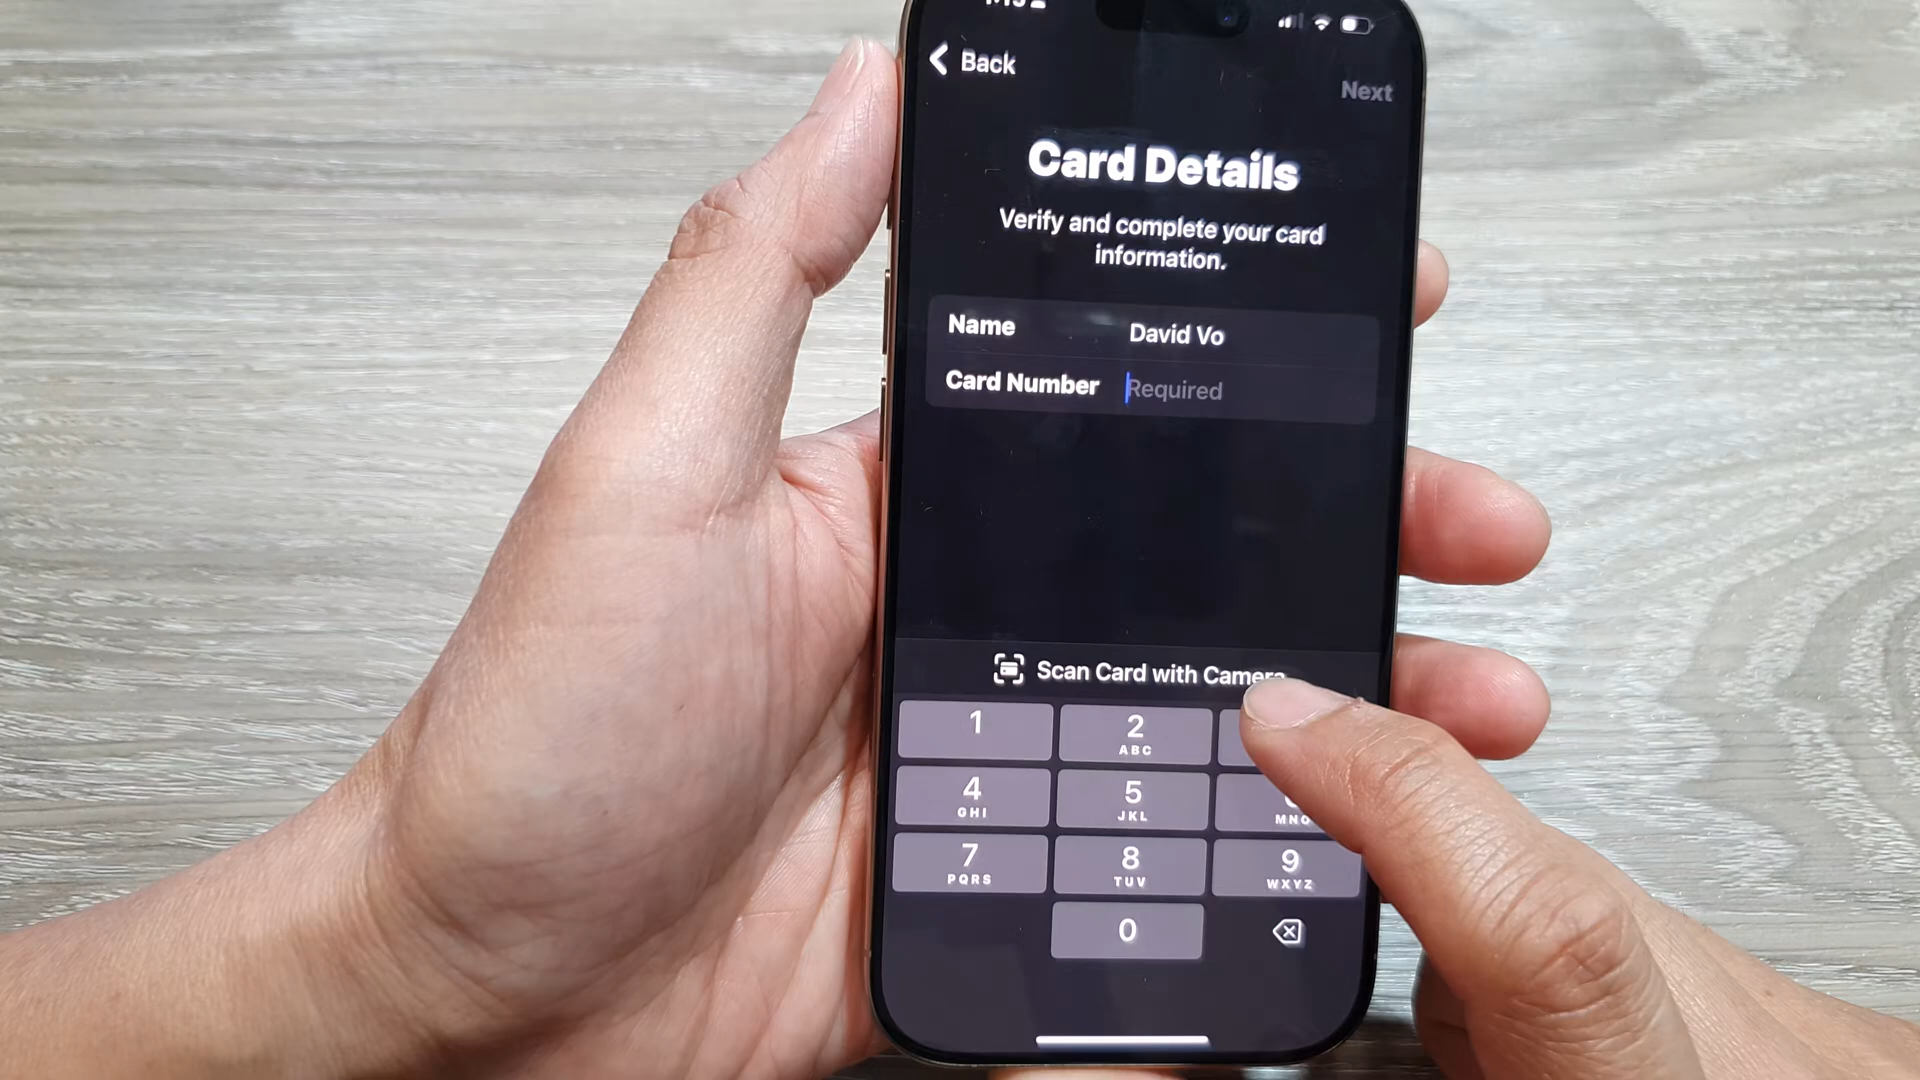 Back
Next
Card Details
Verify and complete your card
information.
Name David Vo
Card Number Required
Scan Card with Camera
1 2
ABC
4 5
GHI JKL MNO
7 8 9
PQRS TUV WXYZ
0